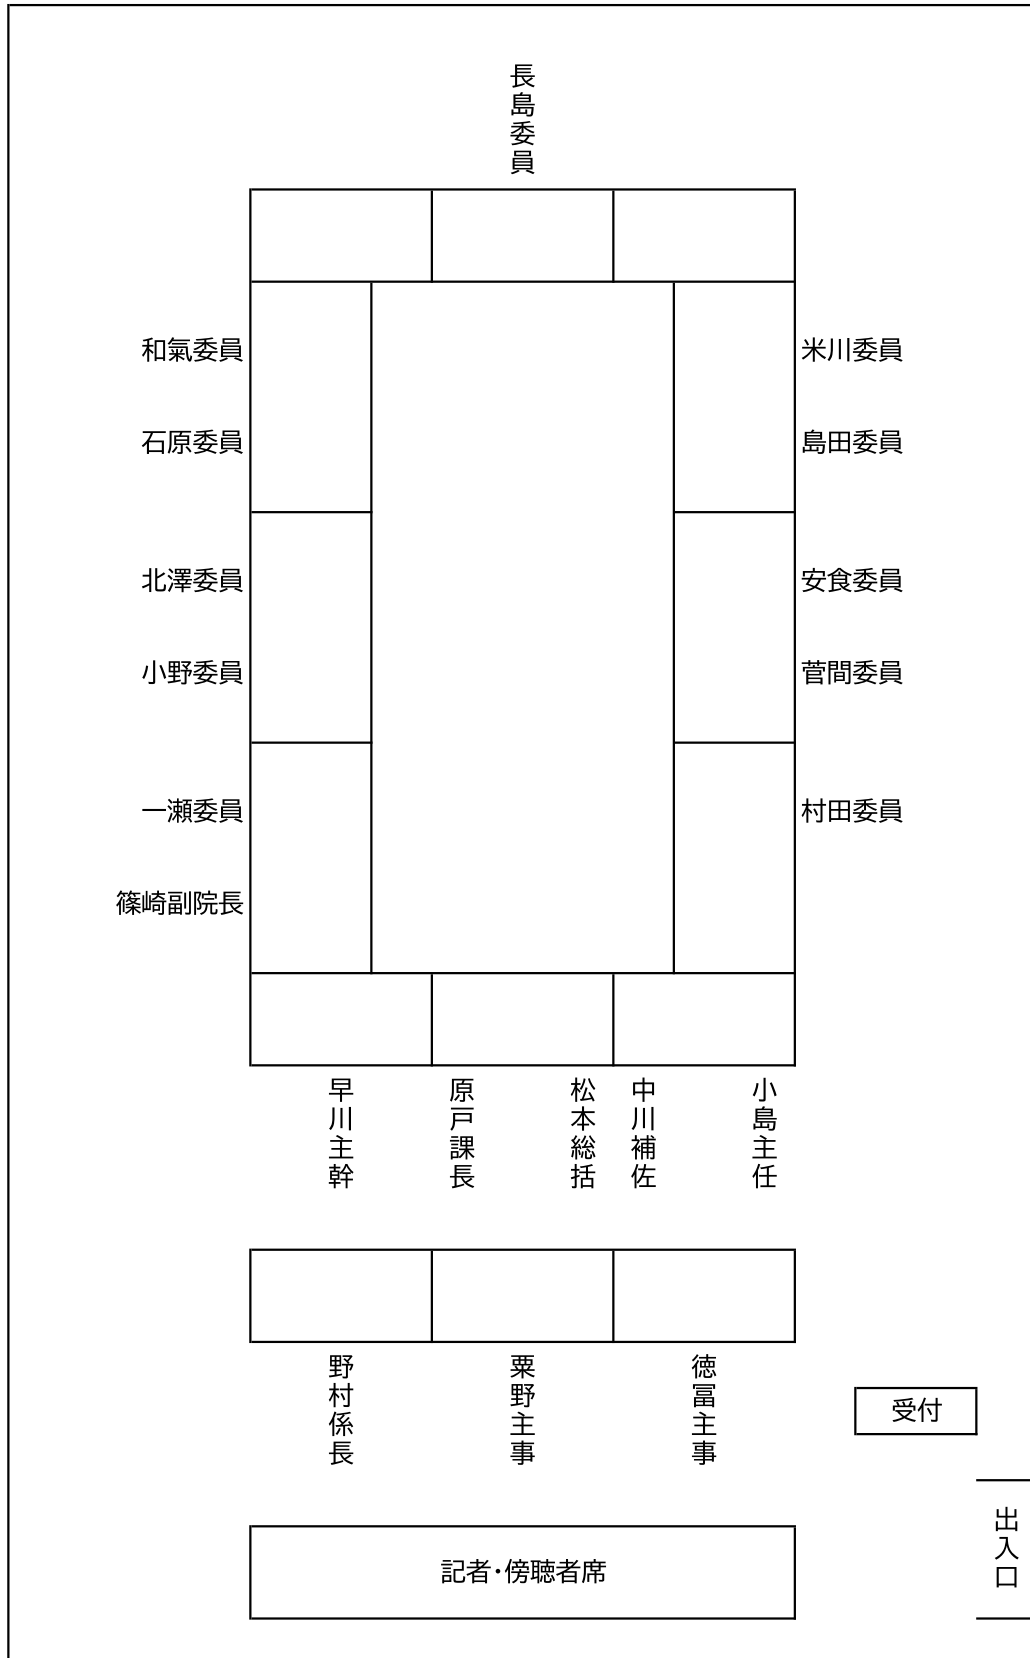 長島委員
和氣委員
米川委員
石原委員
島田委員
北澤委員
安食委員
小野委員
菅間委員
一瀬委員
村田委員
篠崎副院長
早川主幹
原戸課長
松本総括
中川補佐
小島主任
野村係長
粟野主事
徳冨主事
受付
出入口
記者・傍聴者席